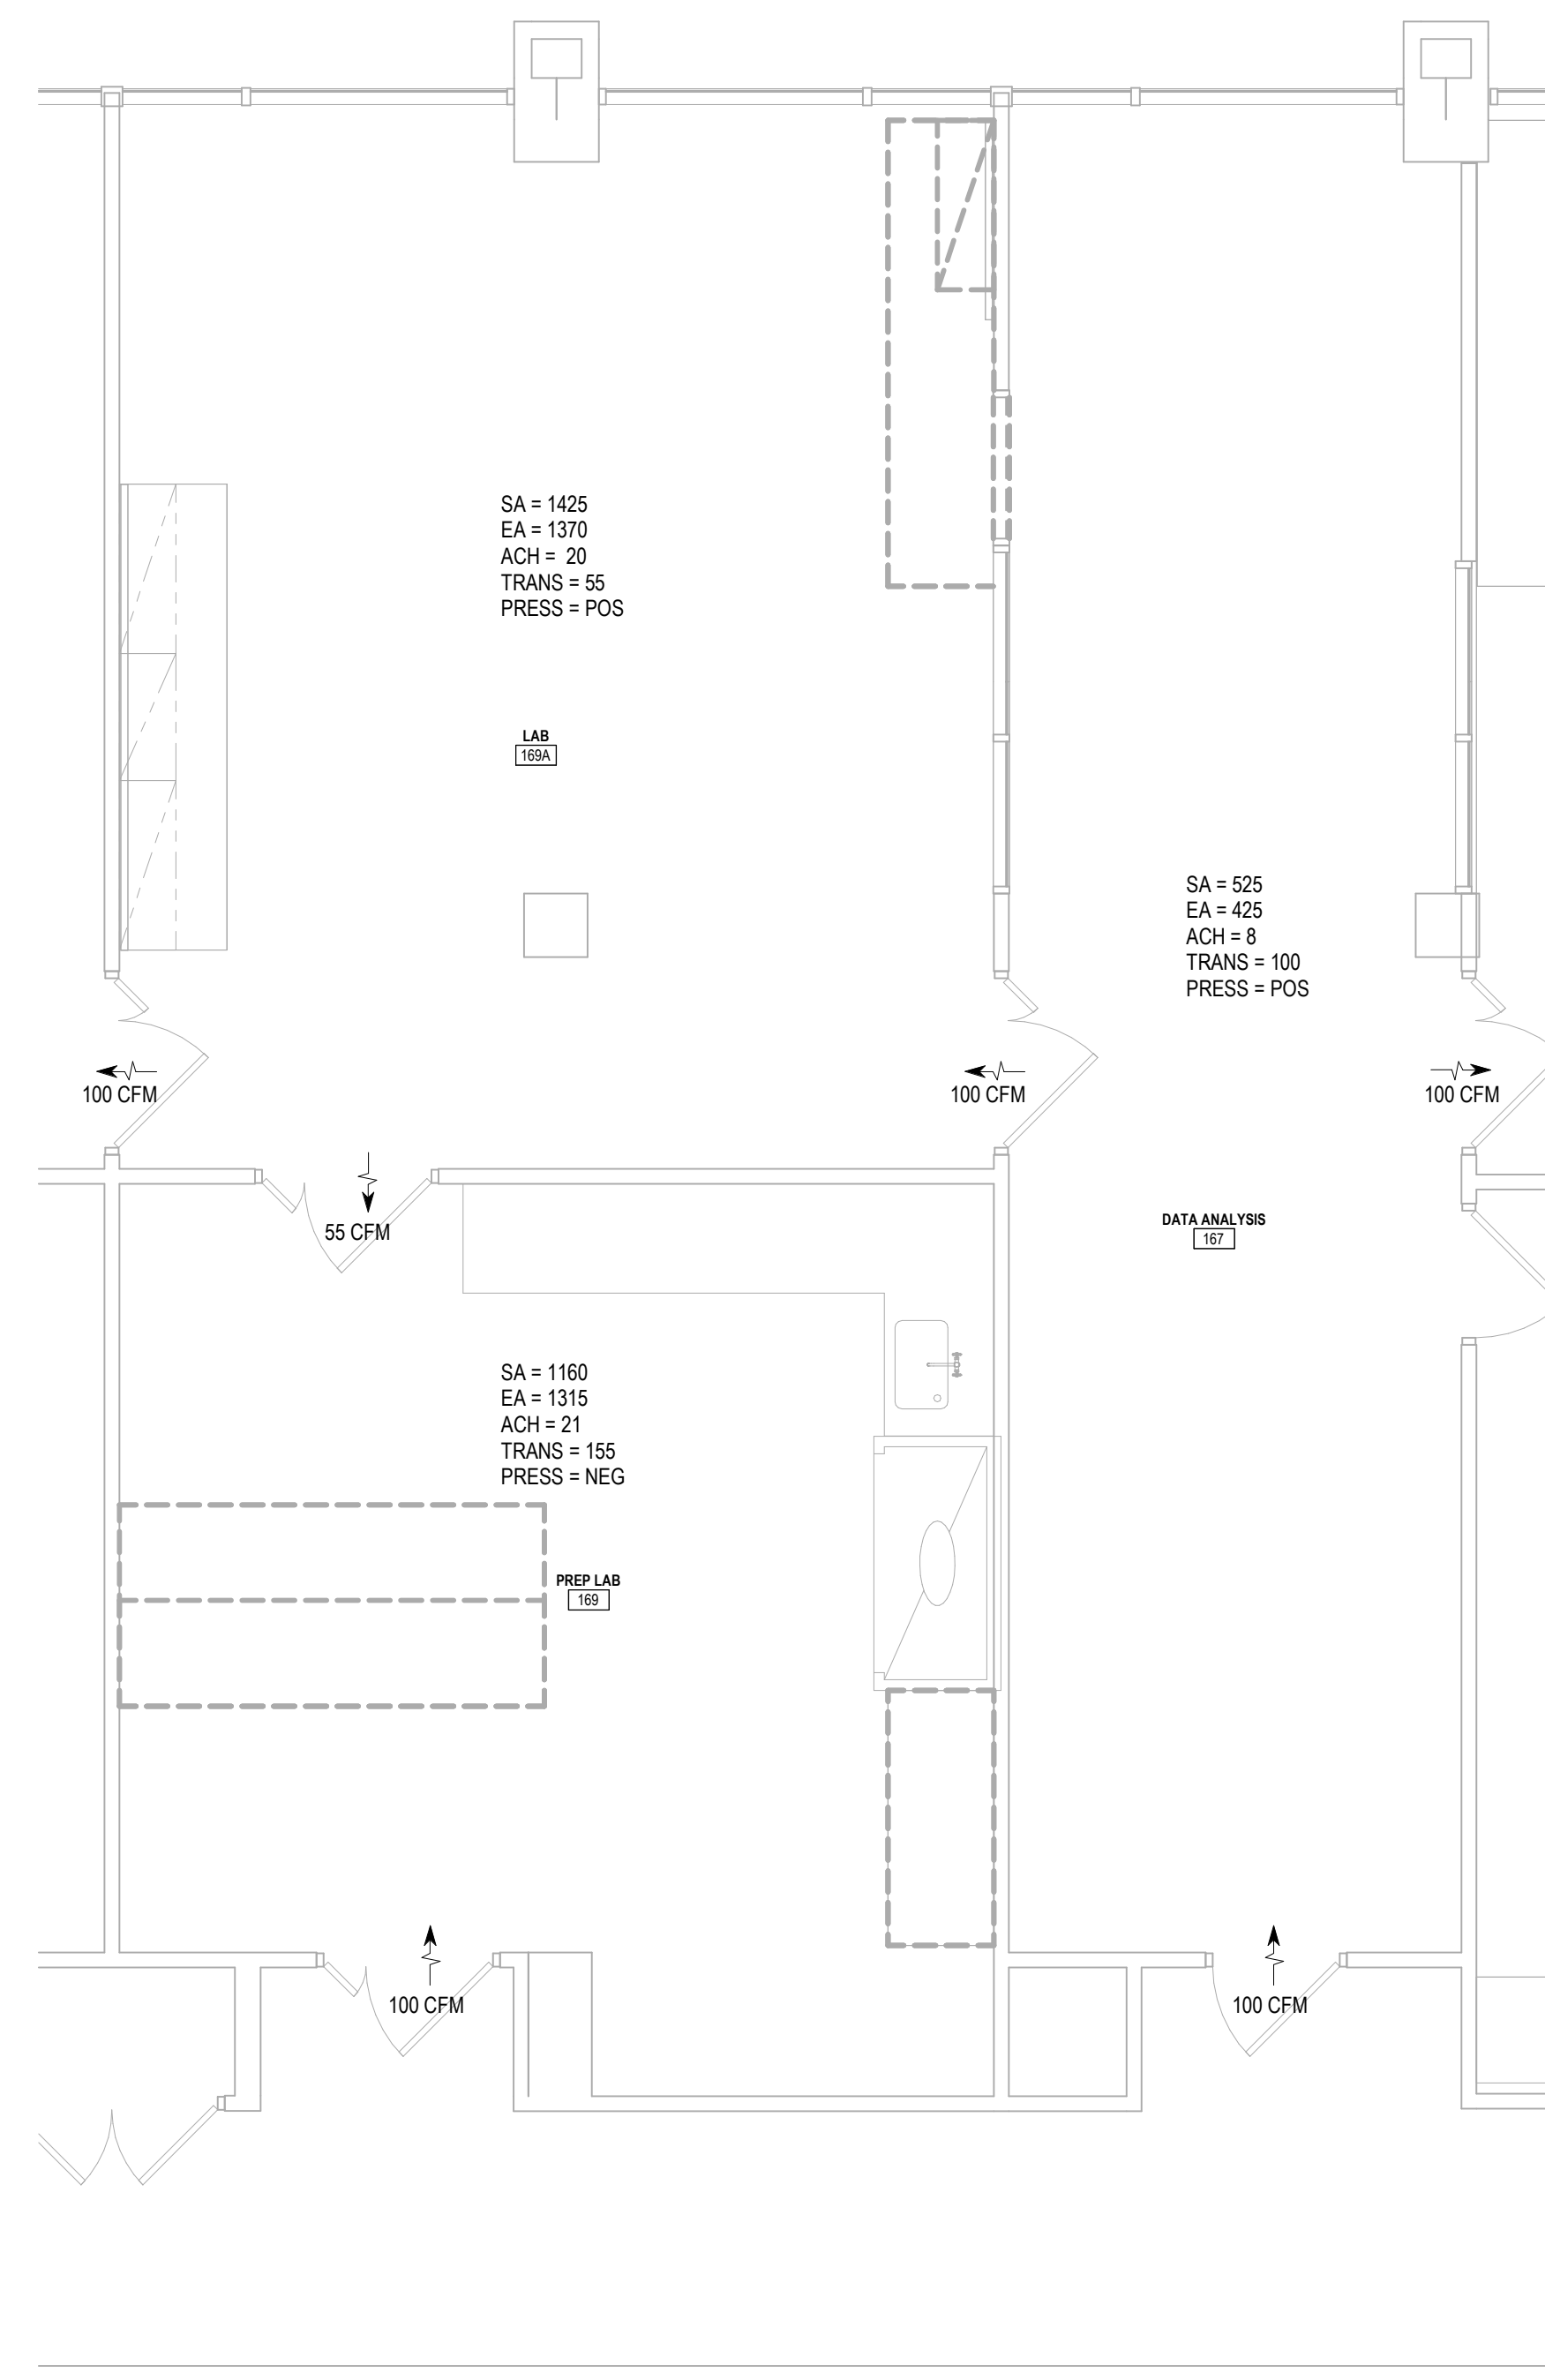 SA = 1425
EA = 1370
ACH =  20
TRANS = 55
PRESS = POS
LAB
169A
SA = 525
EA = 425
ACH = 8
TRANS = 100
PRESS = POS
100 CFM
100 CFM
100 CFM
55 CFM
DATA ANALYSIS
167
SA = 1160
EA = 1315
ACH = 21
TRANS = 155
PRESS = NEG
PREP LAB
169
100 CFM
100 CFM